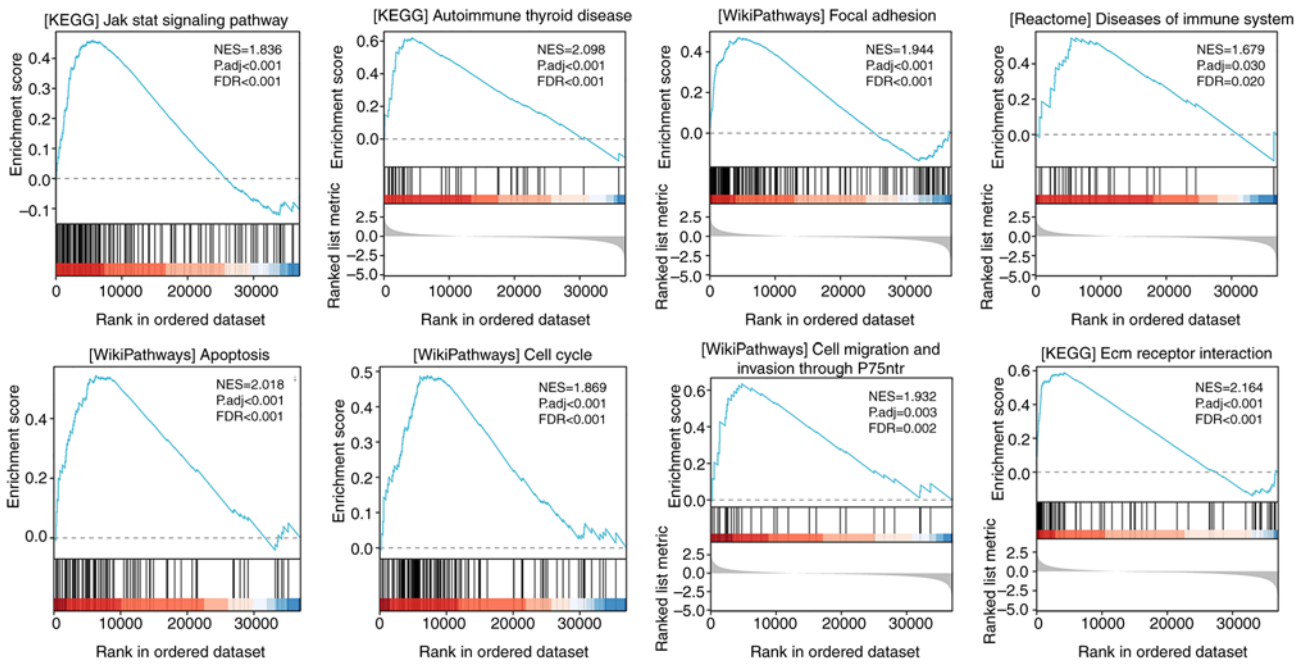 [KEGG] Jak stat signaling pathway
Enrichment score
NES=1.836
P.adj<0.001
FDR<0.001
0.4
0.3
0.2
0.1
0.0
−0.1
0 10000 20000 30000
Rank in ordered dataset
[KEGG] Autoimmune thyroid disease
Enrichment score
NES=2.098
P.adj<0.001
FDR<0.001
0.6
0.4
0.2
0.0
Ranked list metric
2.5
0.0
−2.5
−5.0
0 10000 20000 30000
Rank in ordered dataset
[WikiPathways] Focal adhesion
Enrichment score
NES=1.944
P.adj<0.001
FDR<0.001
0.4
0.2
0.0
Ranked list metric
2.5
0.0
−2.5
−5.0
0 10000 20000 30000
Rank in ordered dataset
[Reactome] Diseases of immune system
Enrichment score
NES=1.679
P.adj=0.030
FDR=0.020
0.4
0.2
0.0
Ranked list metric
2.5
0.0
−2.5
−5.0
0 10000 20000 30000
Rank in ordered dataset
[WikiPathways] Apoptosis
Enrichment score
NES=2.018
P.adj<0.001
FDR<0.001
0.4
0.2
0.0
0 10000 20000 30000
Rank in ordered dataset
[WikiPathways] Cell cycle
Enrichment score
NES=1.869
P.adj<0.001
FDR<0.001
0.5
0.4
0.3
0.2
0.1
0.0
0 10000 20000 30000
Rank in ordered dataset
[WikiPathways] Cell migration and
invasion through P75ntr
Enrichment score
NES=1.932
P.adj=0.003
FDR=0.002
0.6
0.4
0.2
0.0
Ranked list metric
2.5
0.0
−2.5
−5.0
0 10000 20000 30000
Rank in ordered dataset
[KEGG] Ecm receptor interaction
Enrichment score
NES=2.164
P.adj<0.001
FDR<0.001
0.6
0.4
0.2
0.0
Ranked list metric
2.5
0.0
−2.5
−5.0
0 10000 20000 30000
Rank in ordered dataset